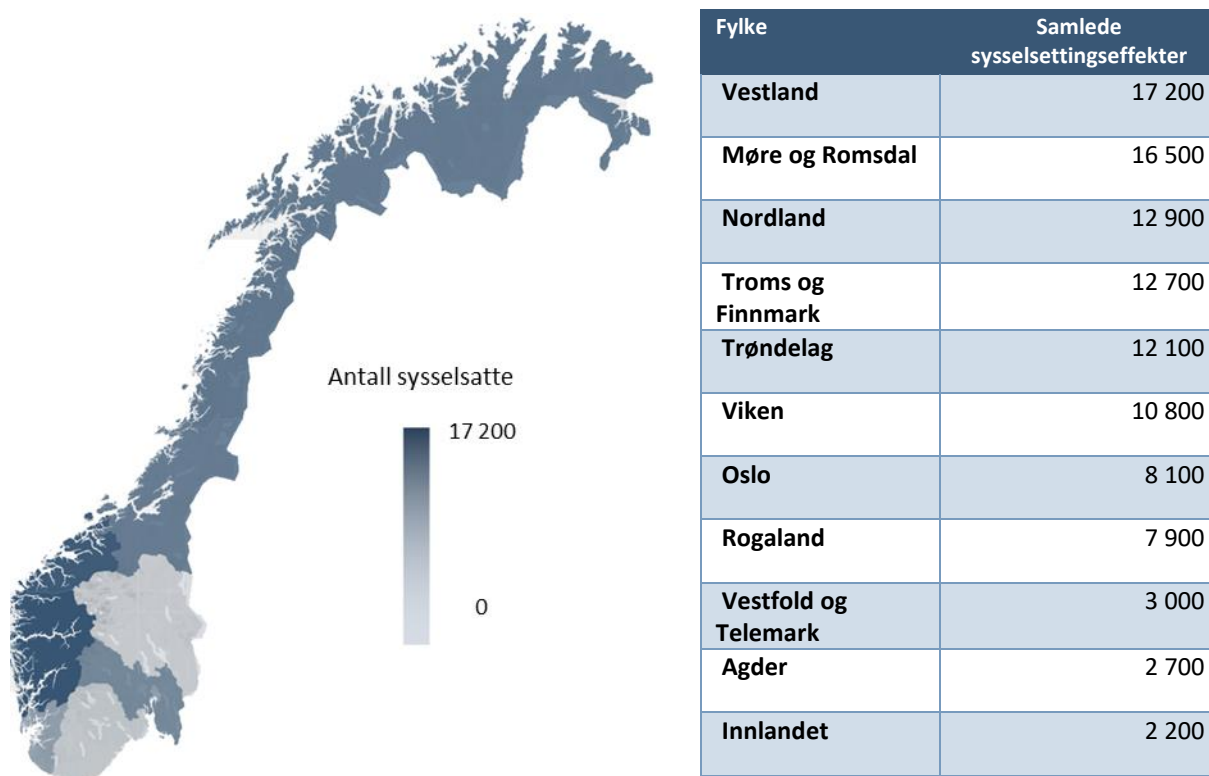 Antall sysselsatte
17 200
0
Fylke Samlede
sysselsettingseffekter
Vestland 17 200
Møre og Romsdal 16 500
Nordland 12 900
Troms og 12 700
Finnmark
Trøndelag 12 100
Viken 10 800
Oslo 8 100
Rogaland 7 900
Vestfold og 3 000
Telemark
Agder 2 700
Innlandet 2 200